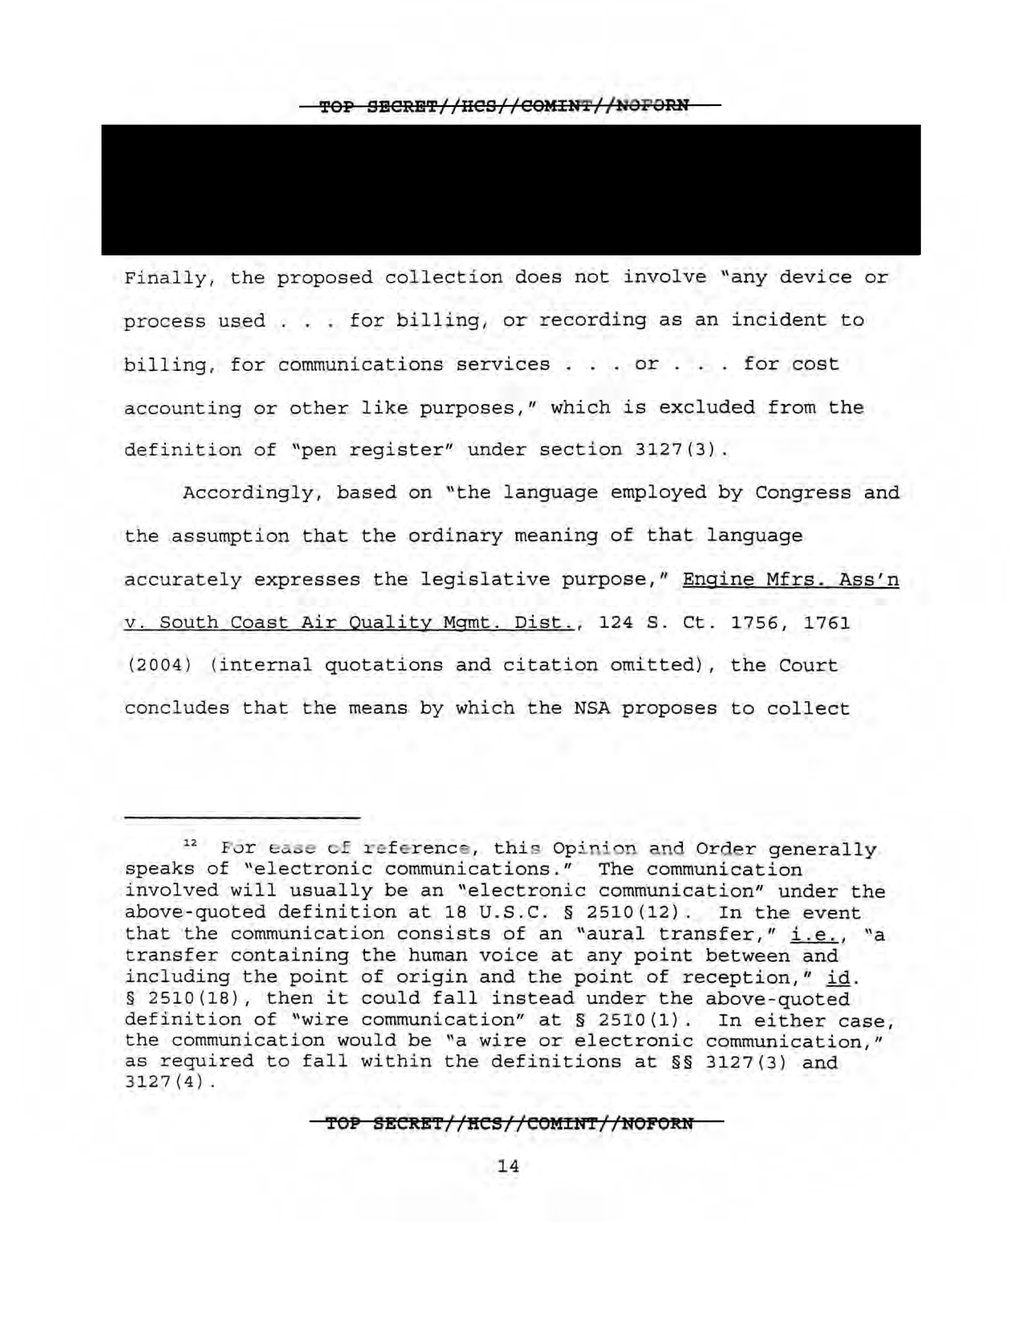 TOP SECRET//HCS//COMINT//NOFORN
Finally, the proposed collection does not involve "any device or
process used . . . for billing, or recording as an incident to
billing, for communications services . . . or . . . for cost
accounting or other like purposes," which is excluded from the
definition of "pen register" under section 3127(3).
Accordingly, based on "the language employed by Congress and
the assumption that the ordinary meaning of that language
accurately expresses the legislative purpose," Engine Mfrs. Ass'n
v. South Coast Air Quality Mgmt. Dist., 124 S. Ct. 1756, 1761
(2004) (internal quotations and citation omitted), the Court
concludes that the means by which the NSA proposes to collect
12 For ease of reference, this Opinion and Order generally
speaks of "electronic communications." The communication
involved will usually be an "electronic communication" under the
above-quoted definition at 18 U.S.C. § 2510(12). In the event
that the communication consists of an "aural transfer," i.e., "a
transfer containing the human voice at any point between and
including the point of origin and the point of reception," id.
§ 2510(18), then it could fall instead under the above-quoted
definition of "wire communication" at § 2510(1). In either case,
the communication would be "a wire or electronic communication,"
as required to fall within the definitions at §§ 3127(3) and
3127(4).
TOP SECRET//HCS//COMINT//NOFORN
14